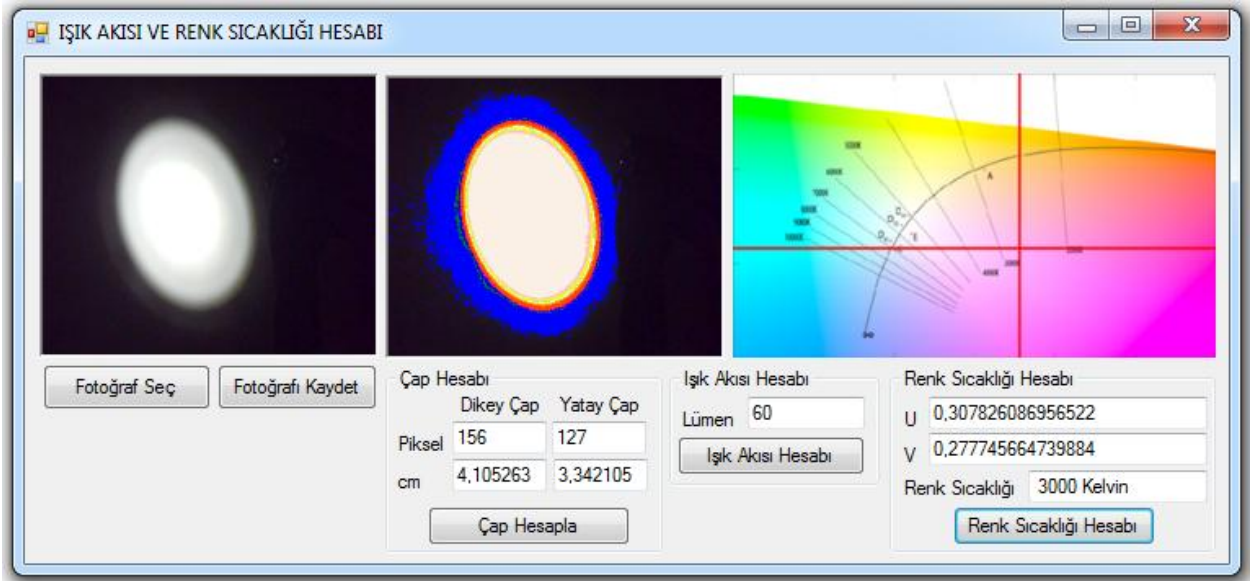 IŞIK AKISI VE RENK SICAKLIĞI HESABI
A
E
Fotoğraf Seç
Fotoğrafı Kaydet
Çap Hesabı
Dikey Çap Yatay Çap
Piksel 156 127
cm 4,105263 3,342105
Çap Hesapla
Işık Akısı Hesabı
Lümen 60
Işık Akısı Hesabı
Renk Sıcaklığı Hesabı
U 0,307826086956522
V 0,277745664739884
Renk Sıcaklığı 3000 Kelvin
Renk Sıcaklığı Hesabı